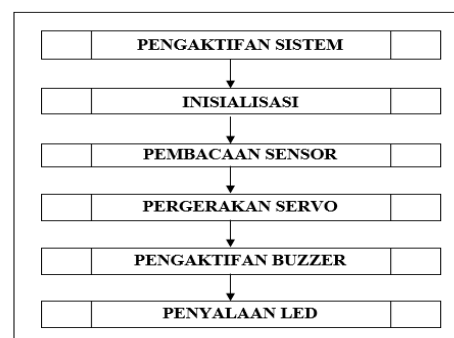 PENGAKTIFAN SISTEM
INISIALISASI
PEMBACAAN SENSOR
PERGERAKAN SERVO
PENGAKTIFAN BUZZER
PENYALAAN LED